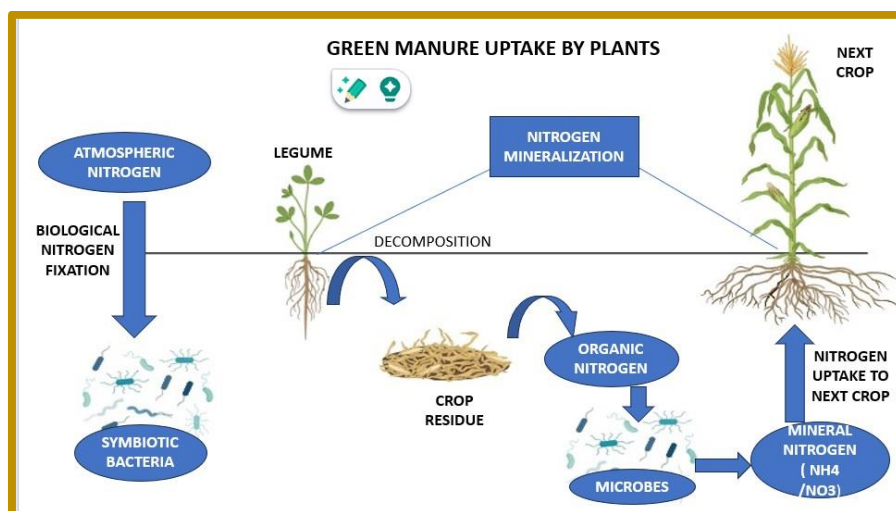 GREEN MANURE UPTAKE BY PLANTS
NEXT
CROP
ATMOSPHERIC
NITROGEN
LEGUME
NITROGEN
MINERALIZATION
BIOLOGICAL
NITROGEN
FIXATION
DECOMPOSITION
SYMBIOTIC
BACTERIA
CROP
RESIDUE
ORGANIC
NITROGEN
MICROBES
MINERAL
NITROGEN
( NH4
/NO3)
NITROGEN
UPTAKE TO
NEXT CROP